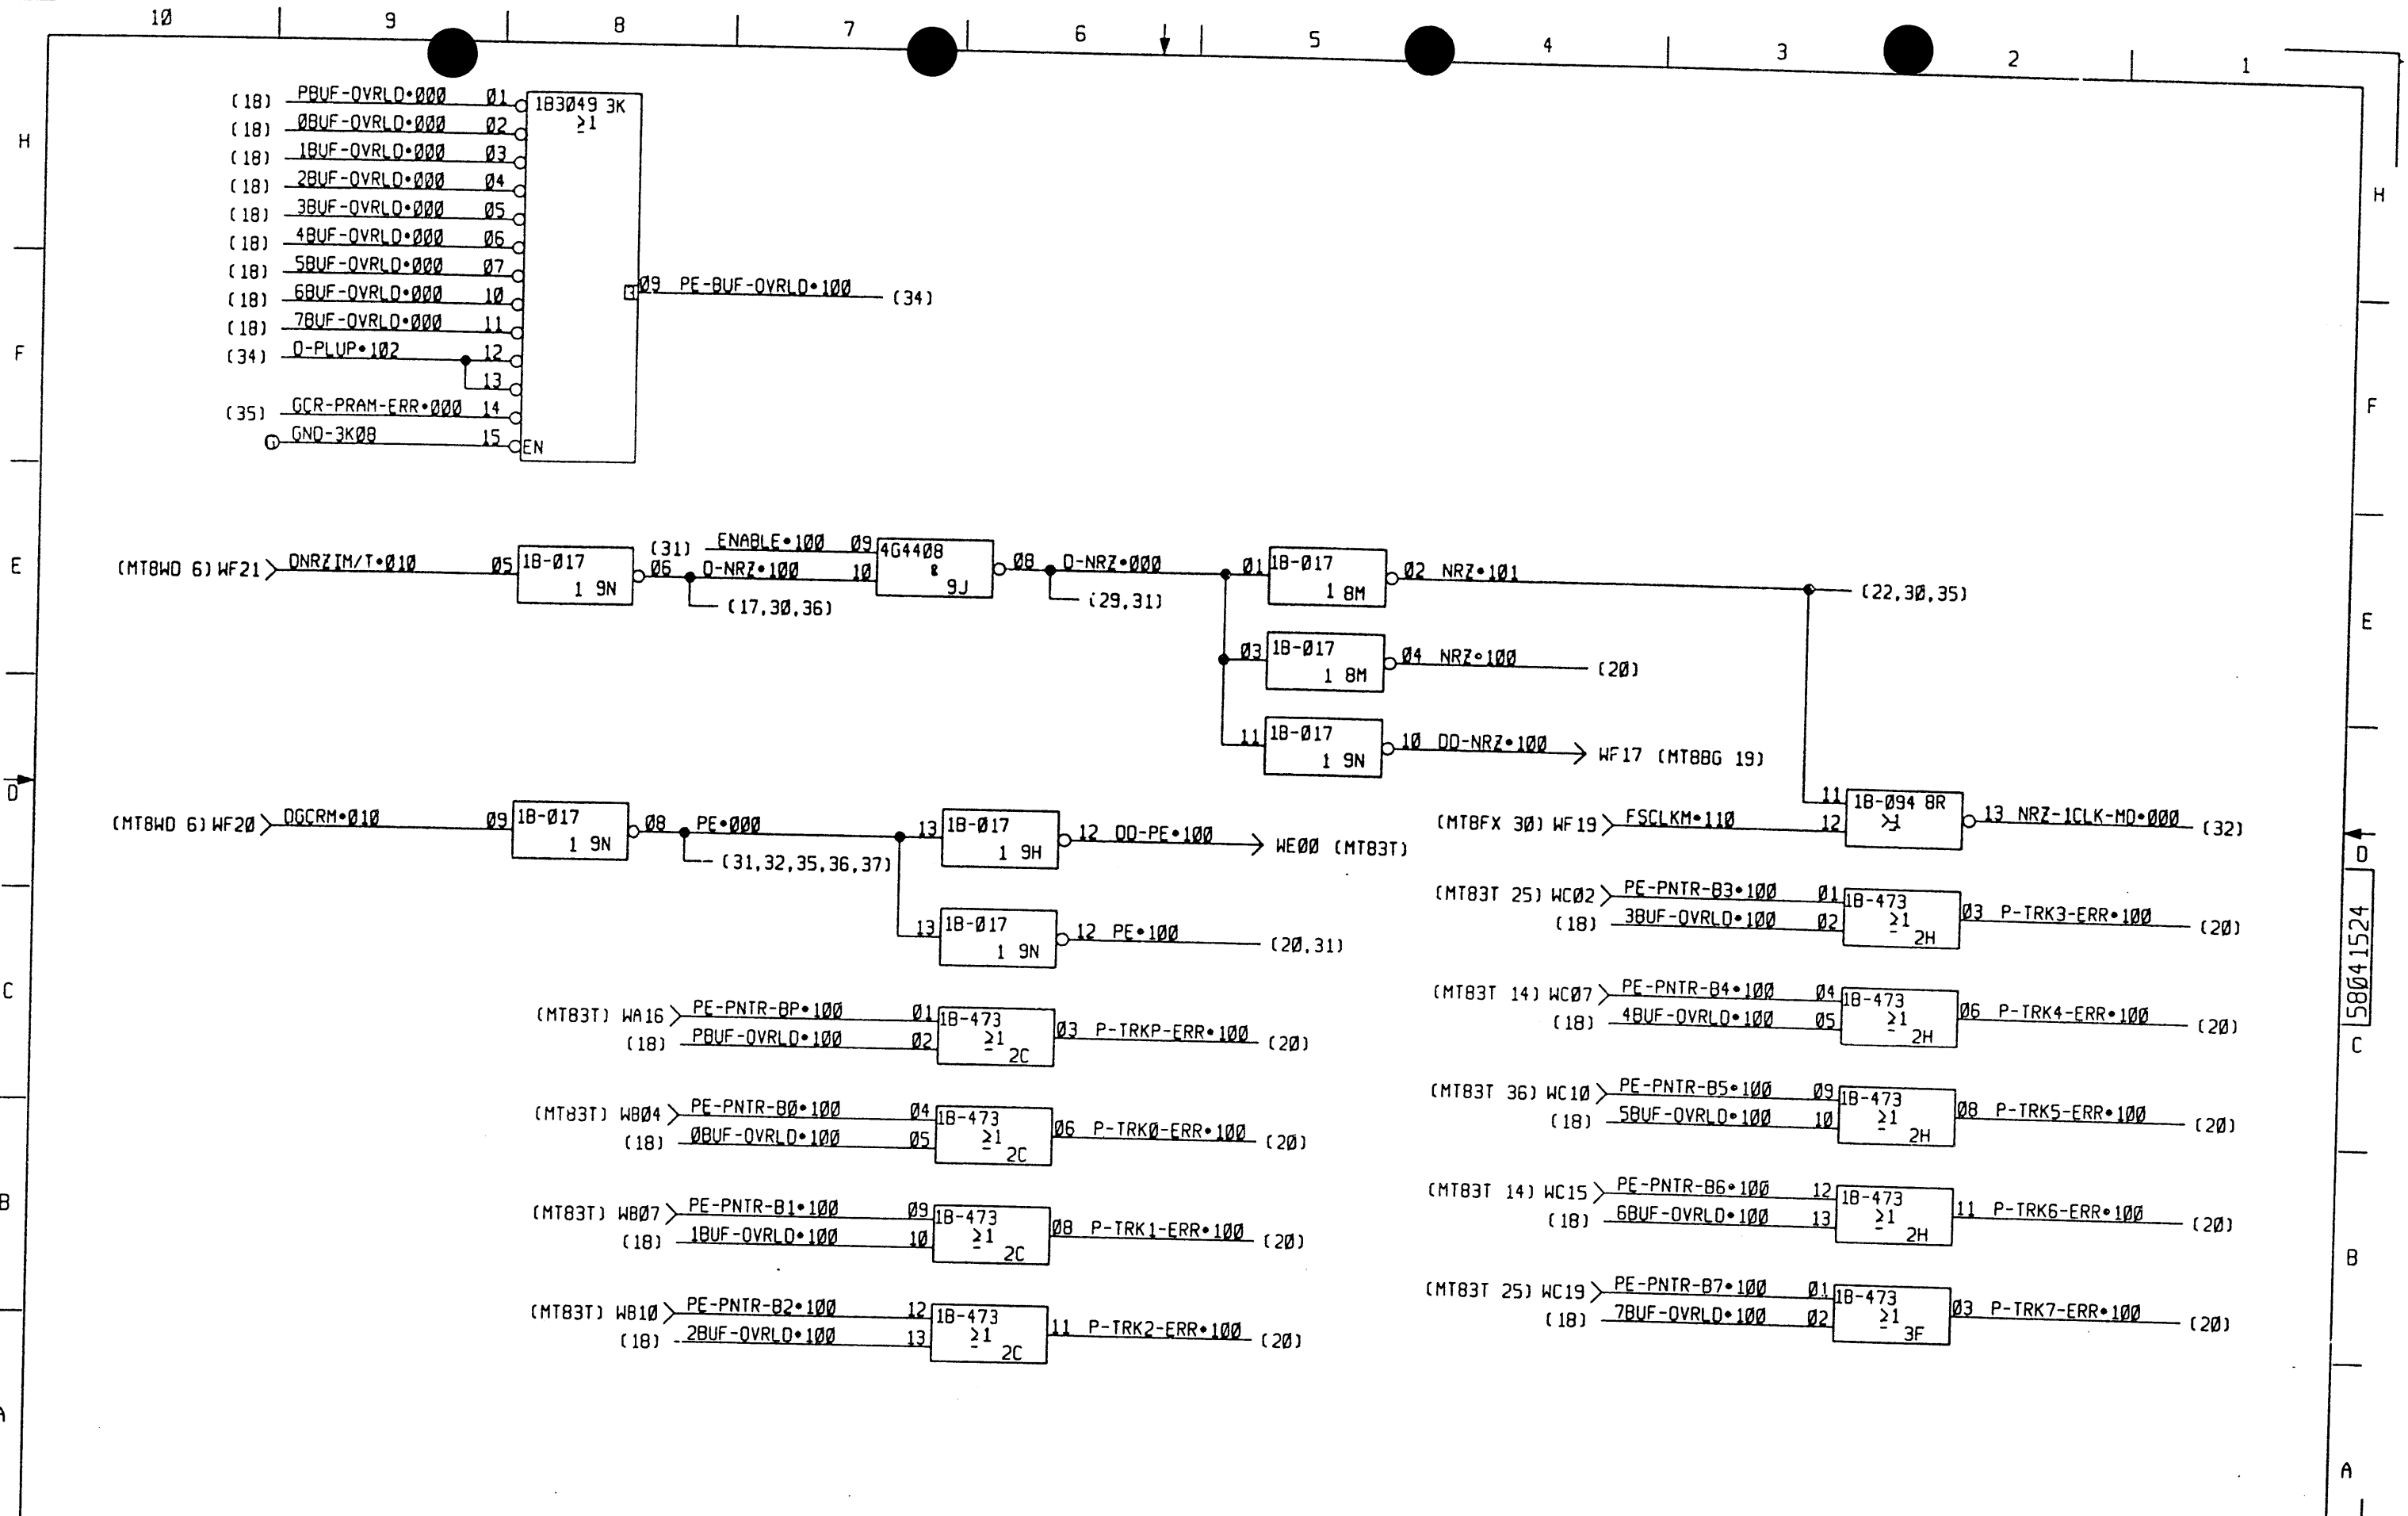 10 9 8 7 6 5 4 3 2 1
H
F
E
D
C
B
A
(18) PBUF-OVRLD•000 01
(18) 0BUF-OVRLD•000 02
(18) 1BUF-OVRLD•000 03
(18) 2BUF-OVRLD•000 04
(18) 3BUF-OVRLD•000 05
(18) 4BUF-OVRLD•000 06
(18) 5BUF-OVRLD•000 07
(18) 6BUF-OVRLD•000 10
(18) 7BUF-OVRLD•000 11
(34) D-PLUP•102 12
13
(35) GCR-PRAM-ERR•000 14
G GND-3K08 15 EN
1B3049 3K
≥1
3 09 PE-BUF-OVRLD•100 (34)
(MT8WD 6) WF21 DNRZIM/T•010 05 1B-017
1 9N
06 D-NRZ•100 10
(17,30,36)
(31) ENABLE•100 09 4G4408
&
9J
08 D-NRZ•000
(29,31)
01 1B-017
1 8M
02 NRZ•101 (22,30,35)
03 1B-017
1 8M
04 NRZ•100 (20)
11 1B-017
1 9N
10 DD-NRZ•100 WF17 (MT8BG 19)
(MT8WD 6) WF20 DGCRM•010 09 1B-017
1 9N
08 PE•000
(31,32,35,36,37)
13 1B-017
1 9H
12 DD-PE•100 WE00 (MT83T)
13 1B-017
1 9N
12 PE•100 (20,31)
(MT83T) WA16 PE-PNTR-BP•100 01 1B-473
(18) PBUF-OVRLD•100 02 ≥1
2C
03 P-TRKP-ERR•100 (20)
(MT83T) WB04 PE-PNTR-B0•100 04 1B-473
(18) 0BUF-OVRLD•100 05 ≥1
2C
06 P-TRK0-ERR•100 (20)
(MT83T) WB07 PE-PNTR-B1•100 09 1B-473
(18) 1BUF-OVRLD•100 10 ≥1
2C
08 P-TRK1-ERR•100 (20)
(MT83T) WB10 PE-PNTR-B2•100 12 1B-473
(18) 2BUF-OVRLD•100 13 ≥1
2C
11 P-TRK2-ERR•100 (20)
11 1B-094 8R
(MT8FX 30) WF19 FSCLKM•110 12
13 NRZ-1CLK-MD•000 (32)
(MT83T 25) WC02 PE-PNTR-B3•100 01 1B-473
(18) 3BUF-OVRLD•100 02 ≥1
2H
03 P-TRK3-ERR•100 (20)
(MT83T 14) WC07 PE-PNTR-B4•100 04 1B-473
(18) 4BUF-OVRLD•100 05 ≥1
2H
06 P-TRK4-ERR•100 (20)
(MT83T 36) WC10 PE-PNTR-B5•100 09 1B-473
(18) 5BUF-OVRLD•100 10 ≥1
2H
08 P-TRK5-ERR•100 (20)
(MT83T 14) WC15 PE-PNTR-B6•100 12 1B-473
(18) 6BUF-OVRLD•100 13 ≥1
2H
11 P-TRK6-ERR•100 (20)
(MT83T 25) WC19 PE-PNTR-B7•100 01 1B-473
(18) 7BUF-OVRLD•100 02 ≥1
3F
03 P-TRK7-ERR•100 (20)
H
F
E
D
58041524
C
B
A